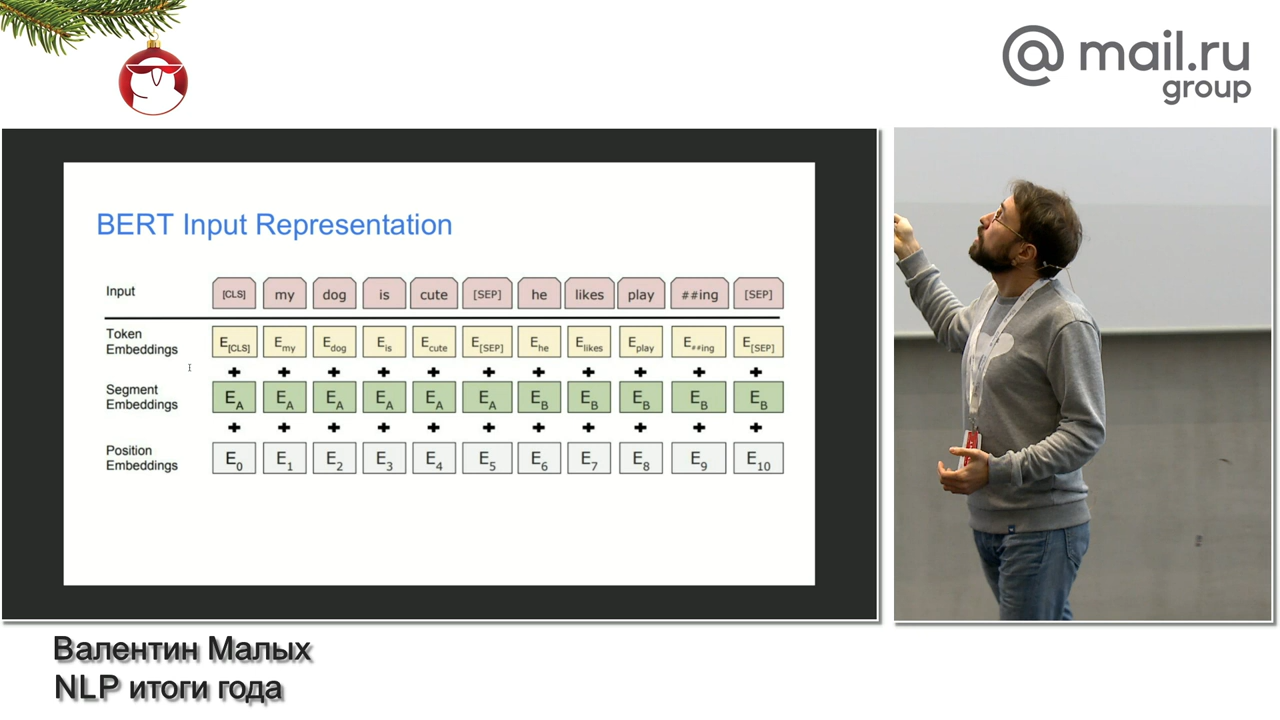 @ mail.ru
group
BERT Input Representation
Input [CLS] my dog is cute [SEP] he likes play ##ing [SEP]
Token
Embeddings E[CLS] Emy Edog Eis Ecute E[SEP] Ehe Elikes Eplay E##ing E[SEP]
+ + + + + + + + + + +
Segment
Embeddings EA EA EA EA EA EA EB EB EB EB EB
+ + + + + + + + + + +
Position
Embeddings E0 E1 E2 E3 E4 E5 E6 E7 E8 E9 E10
Валентин Малых
NLP итоги года